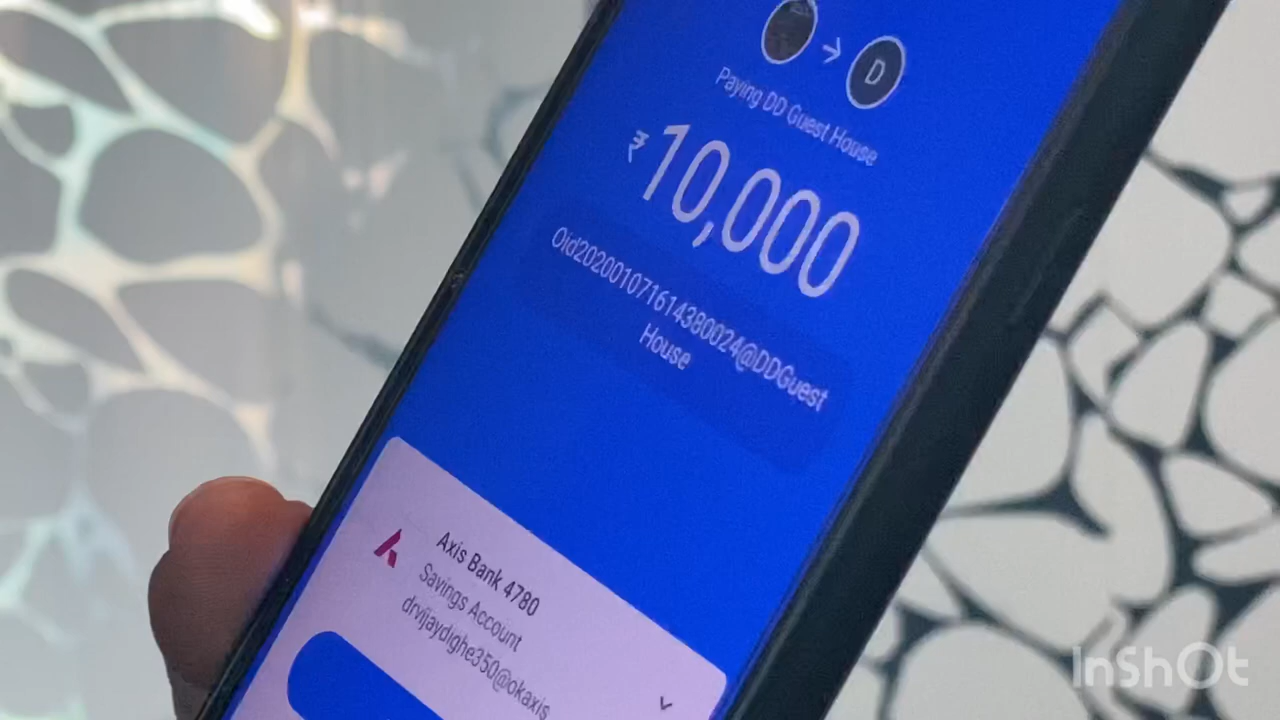 D
Paying DD Guest House
₹10,000
Oid202001071614380024@DDGuest
House
Axis Bank 4780
Savings Account
drvijaydighe350@okaxis
InShOt